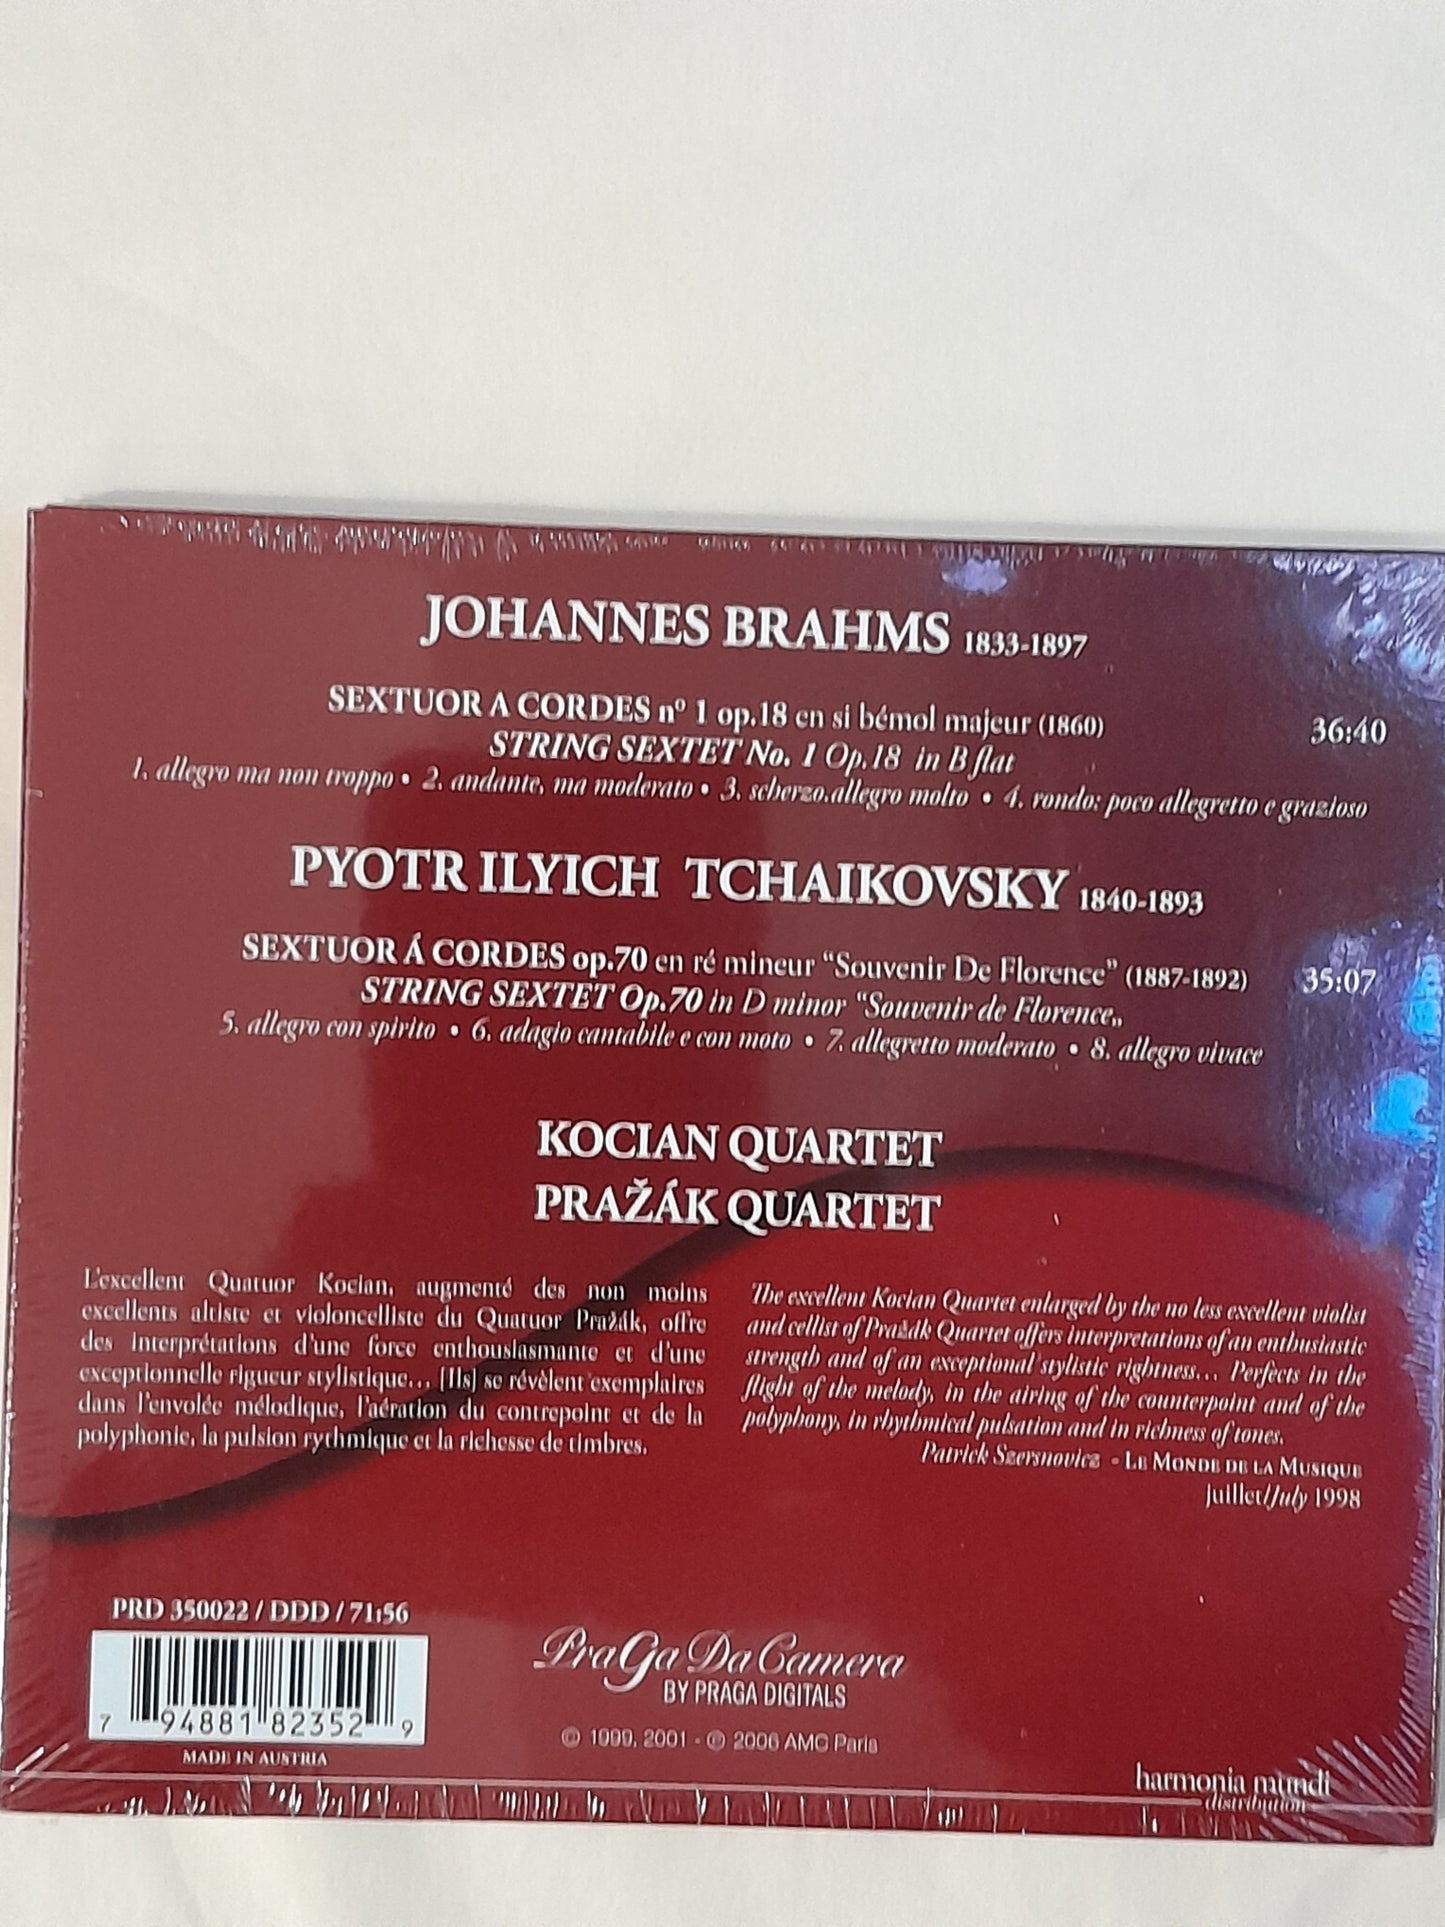 JOHANNES BRAHMS 1833-1897
SEXTUOR A CORDES nº 1 op.18 en si bémol majeur (1860) 36:40
STRING SEXTET No. 1 Op.18 in B flat
1. allegro ma non troppo • 2. andante, ma moderato • 3. scherzo.allegro molto • 4. rondo: poco allegretto e grazioso
PYOTR ILYICH TCHAIKOVSKY 1840-1893
SEXTUOR Á CORDES op.70 en ré mineur “Souvenir De Florence” (1887-1892) 35:07
STRING SEXTET Op.70 in D minor “Souvenir de Florence„
5. allegro con spirito • 6. adagio cantabile e con moto • 7. allegretto moderato • 8. allegro vivace
KOCIAN QUARTET
PRAŽÁK QUARTET
L'excellent Quatuor Kocian, augmenté des non moins
excellents altiste et violoncelliste du Quatuor Pražák, offre
des interprétations d'une force enthouslasmante et d'une
exceptionnelle rigueur stylistique... [Ils] se révèlent exemplaires
dans l'envolée mélodique, l'aération du contrepoint et de la
polyphonie, la pulsion rythmique et la richesse de timbres.
The excellent Kocian Quartet enlarged by the no less excellent violist
and cellist of Pražák Quartet offers interpretations of an enthusiastic
strength and of an exceptional stylistic rightness... Perfects in the
flight of the melody, in the airing of the counterpoint and of the
polyphony, in rhythmical pulsation and in richness of tones.
Patrick Szersnovicz - LE MONDE DE LA MUSIQUE
juillet/July 1998
PRD 350022 / DDD / 71:56
7 94881 82352 9
MADE IN AUSTRIA
PraGa Da Camera
BY PRAGA DIGITALS
© 1999, 2001 - ℗ 2006 AMC Paris
harmonia mundi
distribution